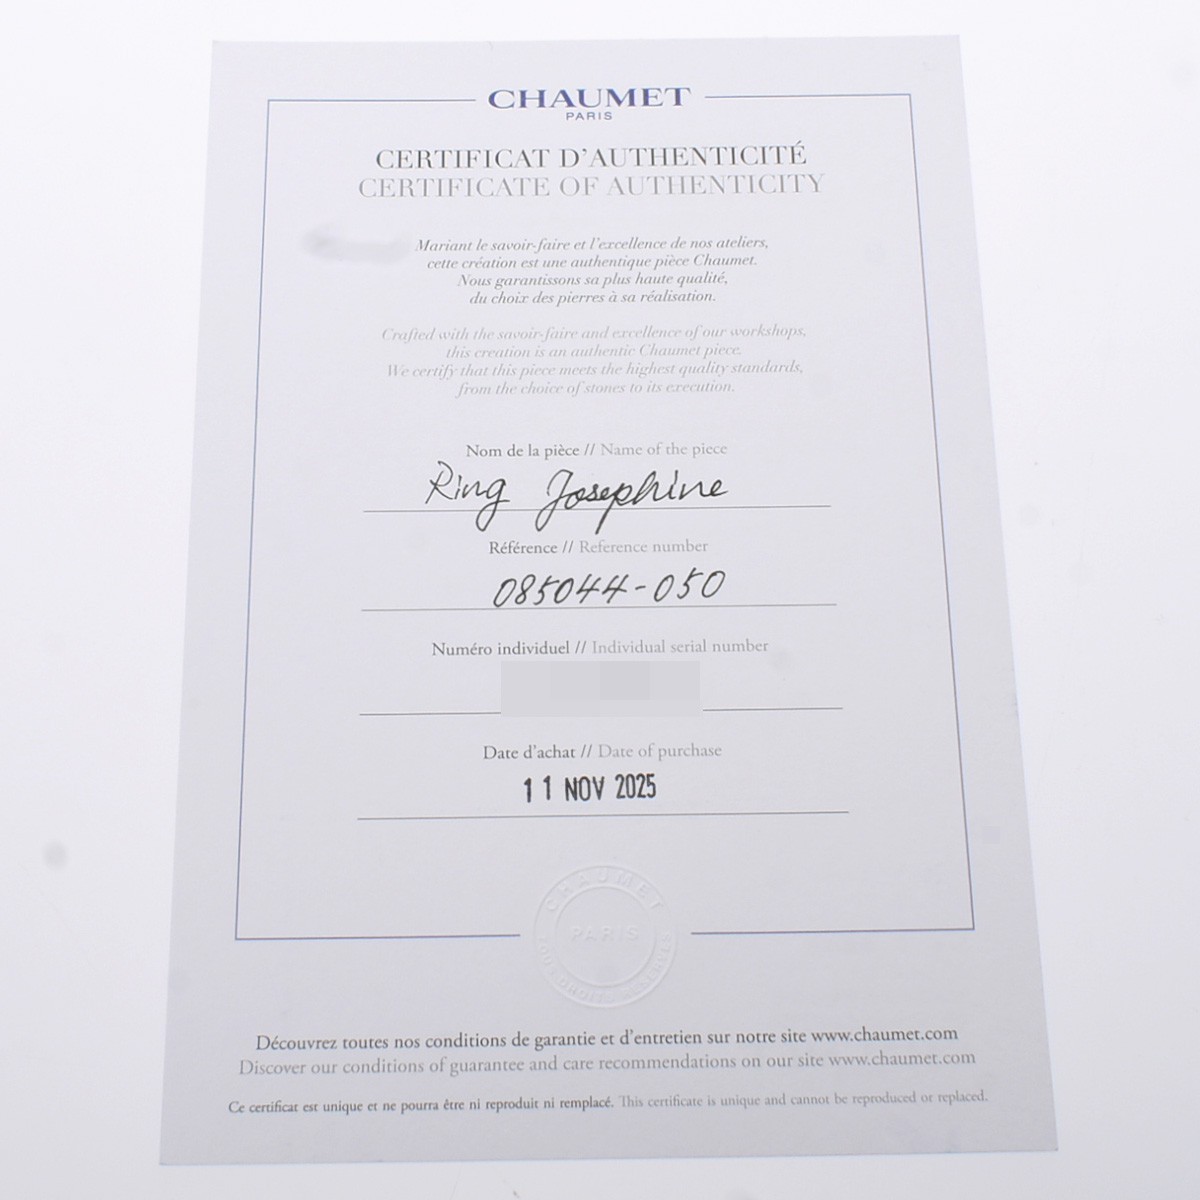 CHAUMET
PARIS
CERTIFICAT D'AUTHENTICITÉ
CERTIFICATE OF AUTHENTICITY
Mariant le savoir-faire et l'excellence de nos ateliers,
cette création est une authentique pièce Chaumet.
Nous garantissons sa plus haute qualité,
du choix des pierres à sa réalisation.
Crafted with the savoir-faire and excellence of our workshops,
this creation is an authentic Chaumet piece.
We certify that this piece meets the highest quality standards,
from the choice of stones to its execution.
Nom de la pièce // Name of the piece
Ring Josephine
Référence // Reference number
085044-050
Numéro individuel // Individual serial number
Date d'achat // Date of purchase
11 NOV 2025
CHAUMET
PARIS
TOUS DROITS RÉSERVÉS
Découvrez toutes nos conditions de garantie et d'entretien sur notre site www.chaumet.com
Discover our conditions of guarantee and care recommendations on our site www.chaumet.com
Ce certificat est unique et ne pourra être ni reproduit ni remplacé. This certificate is unique and cannot be reproduced or replaced.